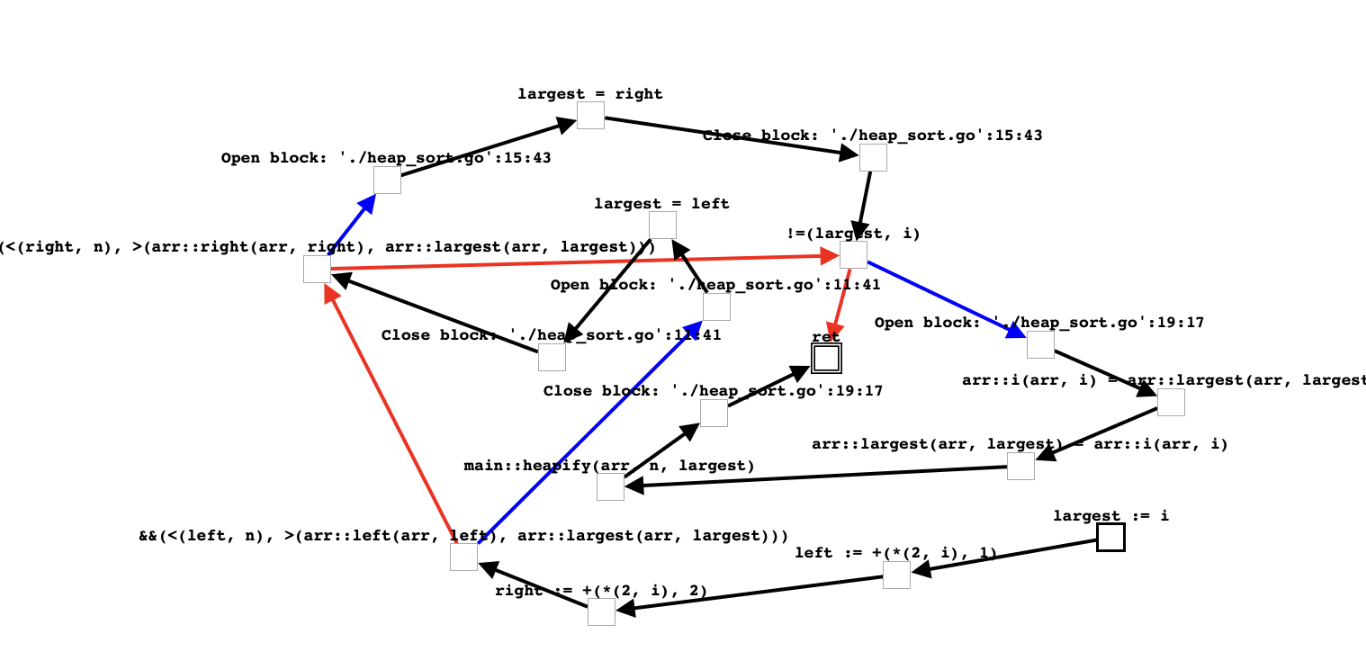 largest = right
Close block: './heap_sort.go':15:43
Open block: './heap_sort.go':15:43
largest = left
!=(largest, i)
(<(right, n), >(arr::right(arr, right), arr::largest(arr, largest)))
Open block: './heap_sort.go':11:41
Open block: './heap_sort.go':19:17
Close block: './heap_sort.go':11:41
ret
arr::i(arr, i) = arr::largest(arr, largest
Close block: './heap_sort.go':19:17
arr::largest(arr, largest) = arr::i(arr, i)
main::heapify(arr, n, largest)
largest := i
&&(<(left, n), >(arr::left(arr, left), arr::largest(arr, largest)))
left := +(*(2, i), 1)
right := +(*(2, i), 2)